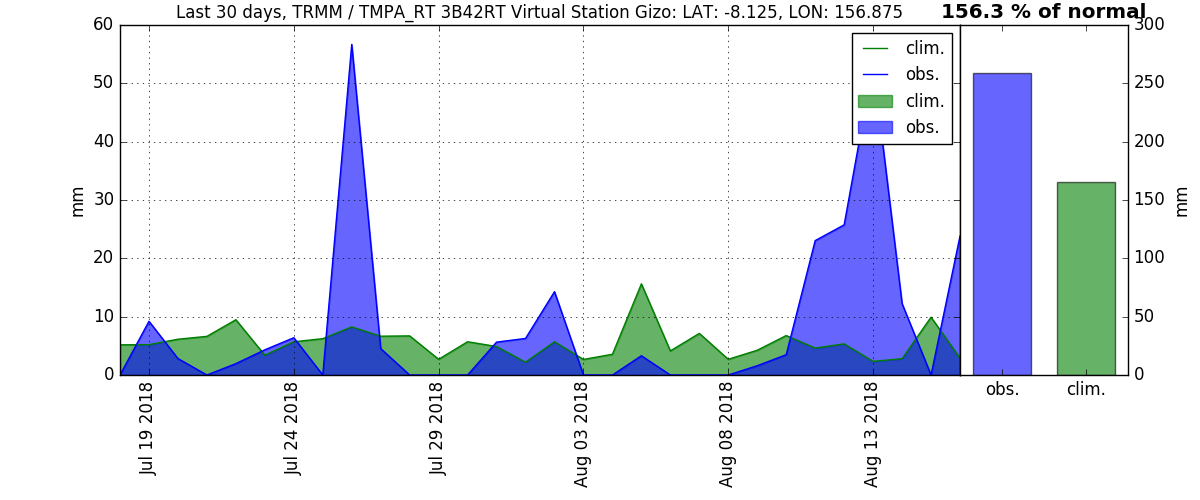 Last 30 days, TRMM / TMPA_RT 3B42RT Virtual Station Gizo: LAT: -8.125, LON: 156.875
156.3 % of normal
60
50
40
30
20
10
0
mm
clim.
obs.
clim.
obs.
300
250
200
150
100
50
0
mm
Jul 19 2018
Jul 24 2018
Jul 29 2018
Aug 03 2018
Aug 08 2018
Aug 13 2018
obs.
clim.